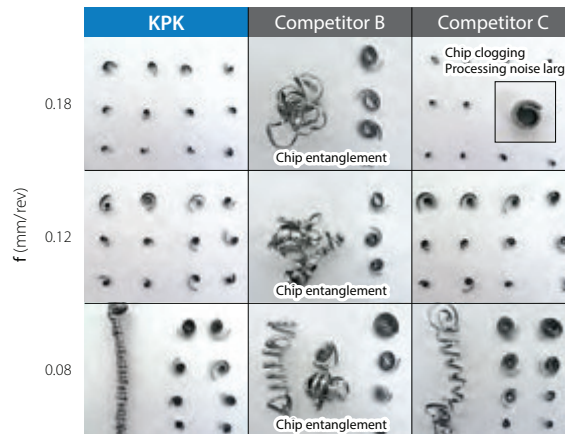 KPK
Competitor B
Competitor C
f (mm/rev)
0.18
Chip entanglement
Chip clogging
Processing noise larg
0.12
Chip entanglement
0.08
Chip entanglement